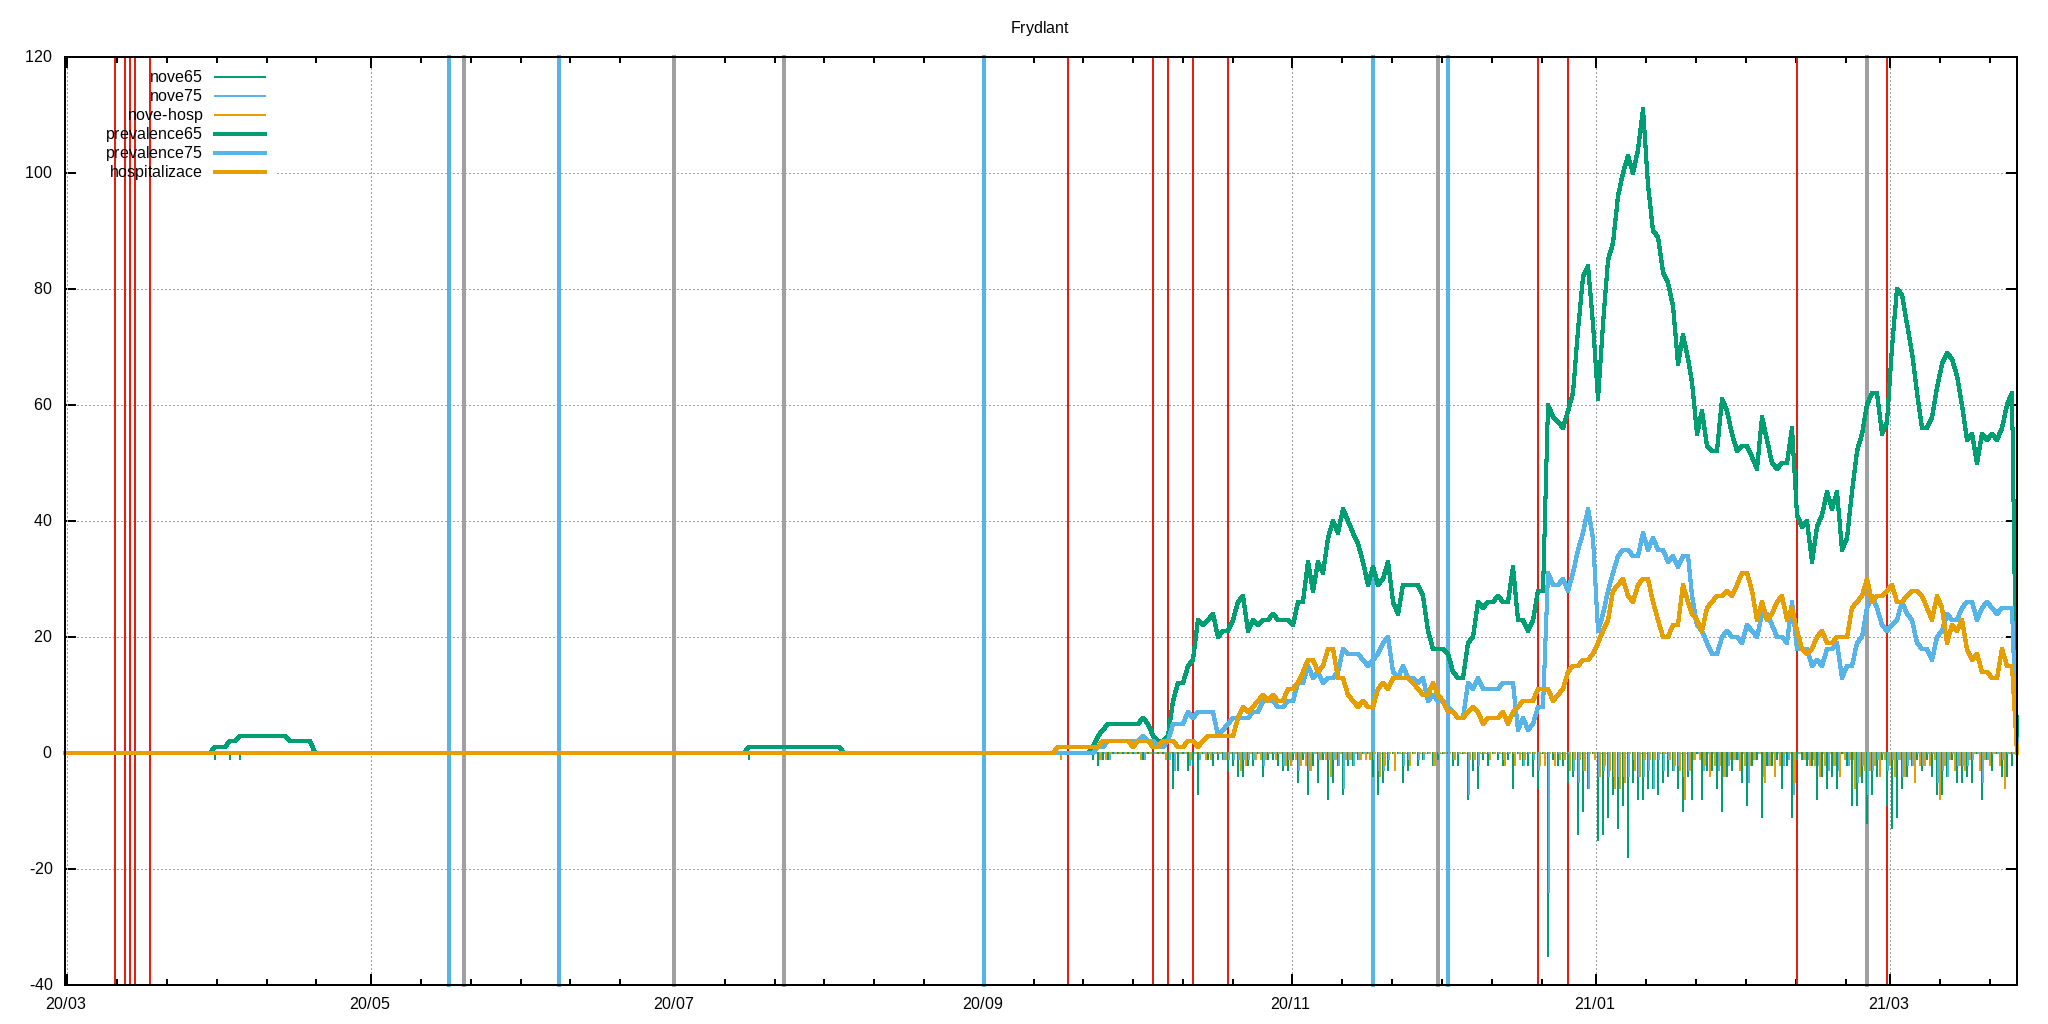 Frydlant
120
nove65
nove75
nove-hosp
prevalence65
prevalence75
hospitalizace
100
80
60
40
20
0
-20
-40
20/03 20/05 20/07 20/09 20/11 21/01 21/03